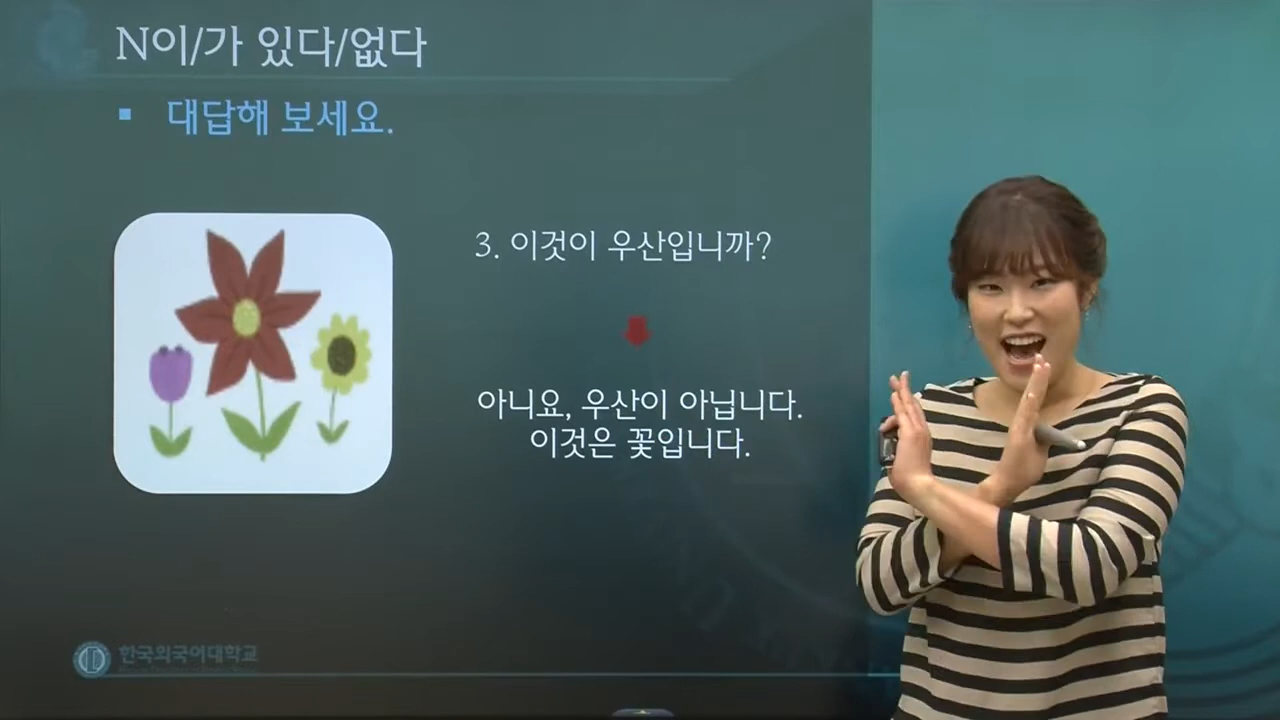 N이/가 있다/없다
▪ 대답해 보세요.
3. 이것이 우산입니까?
아니요, 우산이 아닙니다.
이것은 꽃입니다.
한국외국어대학교